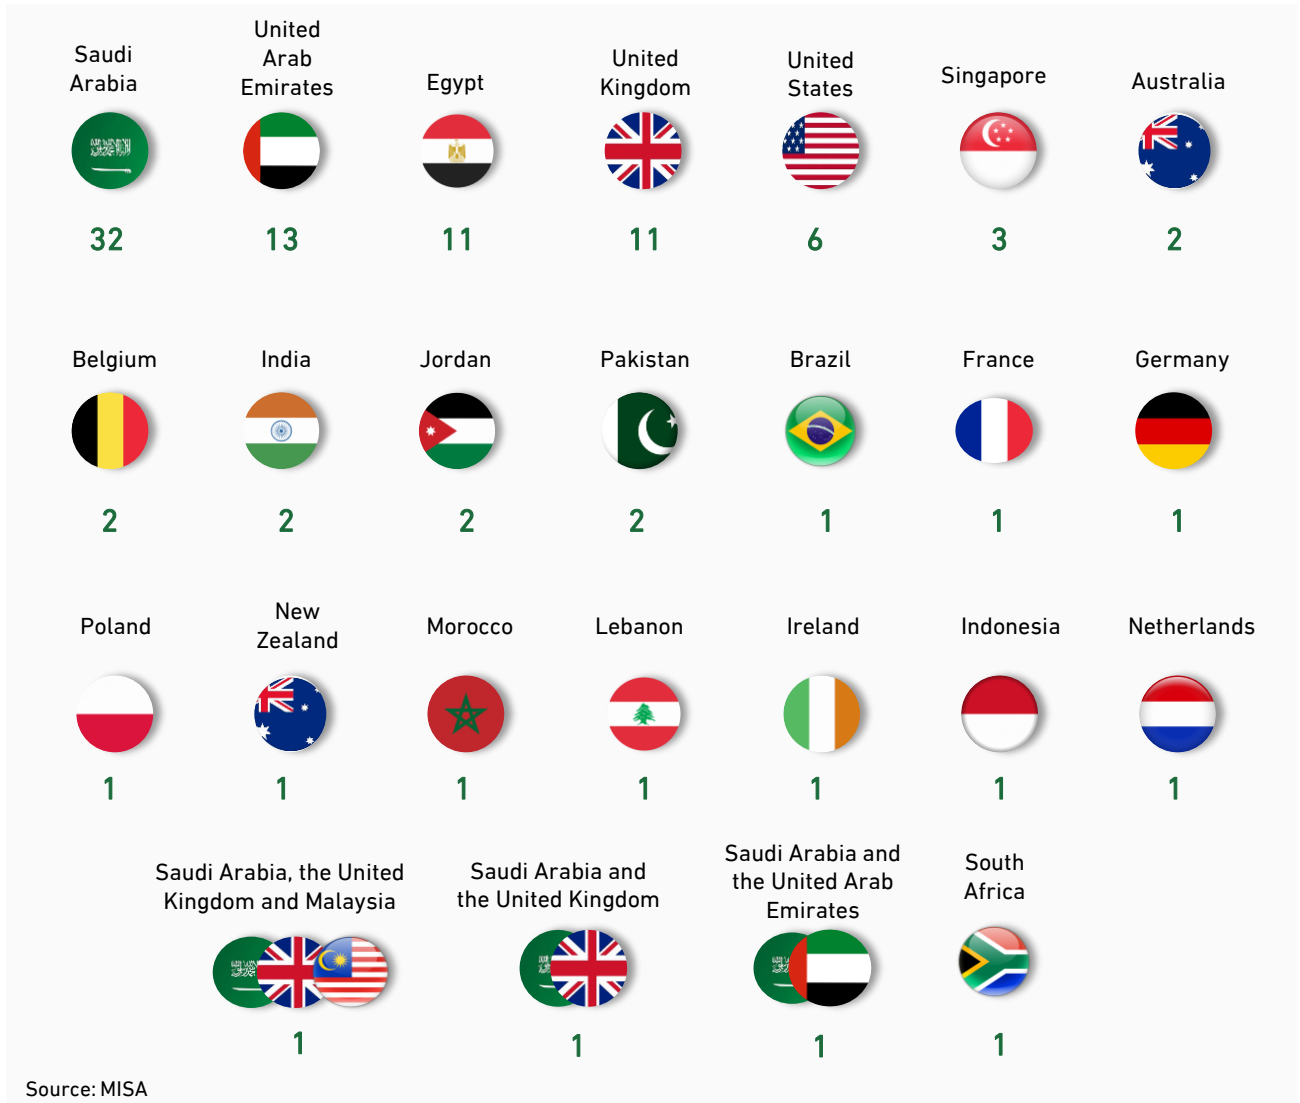 Saudi
Arabia
United
Arab
Emirates
Egypt
United
Kingdom
United
States
Singapore
Australia
32
13
11
11
6
3
2
Belgium
India
Jordan
Pakistan
Brazil
France
Germany
2
2
2
2
1
1
1
Poland
New
Zealand
Morocco
Lebanon
Ireland
Indonesia
Netherlands
1
1
1
1
1
1
1
Saudi Arabia, the United
Kingdom and Malaysia
Saudi Arabia and
the United Kingdom
Saudi Arabia and
the United Arab
Emirates
South
Africa
1
1
1
1
Source: MISA